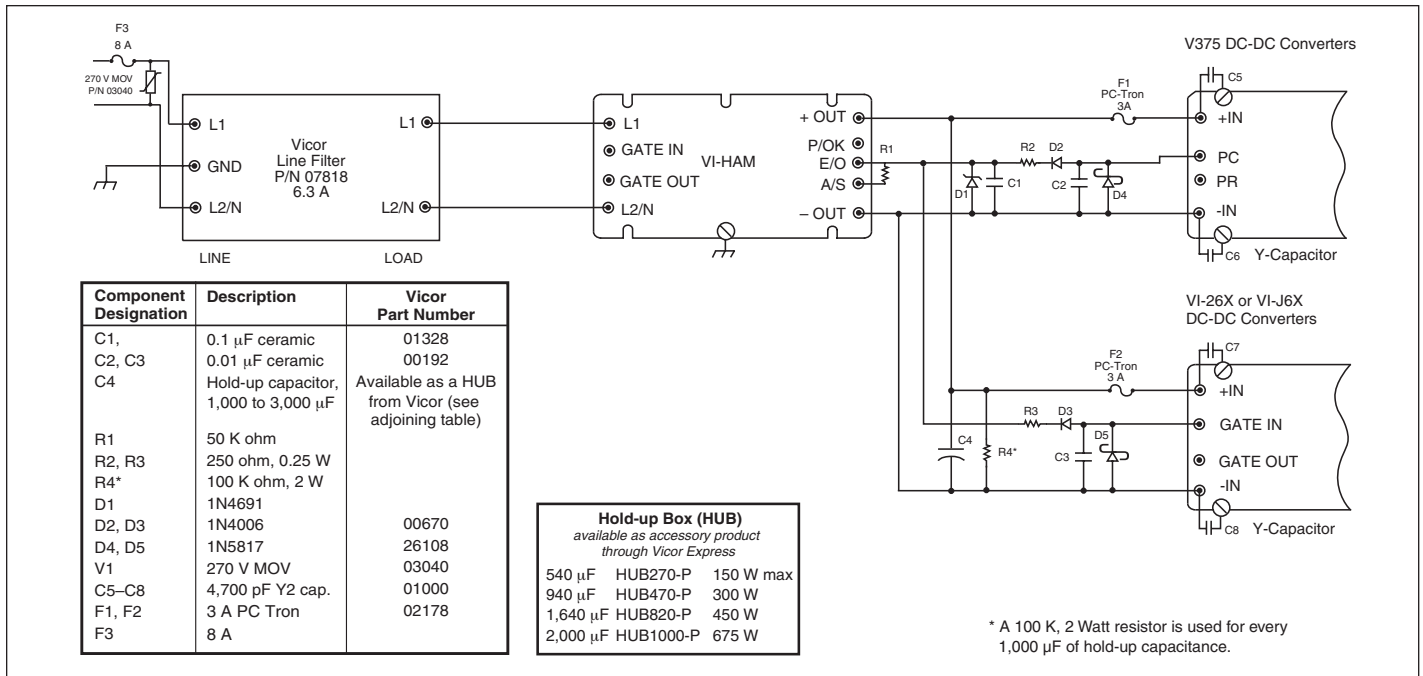 F3
8 A
270 V MOV
P/N 03040
L1
GND
L2/N
Vicor
Line Filter
P/N 07818
6.3 A
L1
L2/N
LINE
LOAD
L1
GATE IN
GATE OUT
L2/N
VI-HAM
+ OUT
P/OK
E/O
A/S
– OUT
R1
D1
C1
R2
D2
C2
D4
F1
PC-Tron
3A
V375 DC-DC Converters
C5
+IN
PC
PR
-IN
C6
Y-Capacitor
VI-26X or VI-J6X
DC-DC Converters
F2
PC-Tron
3 A
C7
+IN
GATE IN
GATE OUT
-IN
C8
Y-Capacitor
R3
D3
C4
R4*
C3
D5
Component Designation Description Vicor Part Number
C1, 0.1 μF ceramic 01328
C2, C3 0.01 μF ceramic 00192
C4 Hold-up capacitor, Available as a HUB
1,000 to 3,000 μF from Vicor (see
adjoining table)
R1 50 K ohm
R2, R3 250 ohm, 0.25 W
R4* 100 K ohm, 2 W
D1 1N4691
D2, D3 1N4006 00670
D4, D5 1N5817 26108
V1 270 V MOV 03040
C5–C8 4,700 pF Y2 cap. 01000
F1, F2 3 A PC Tron 02178
F3 8 A
Hold-up Box (HUB)
available as accessory product
through Vicor Express
540 μF HUB270-P 150 W max
940 μF HUB470-P 300 W
1,640 μF HUB820-P 450 W
2,000 μF HUB1000-P 675 W
* A 100 K, 2 Watt resistor is used for every
1,000 μF of hold-up capacitance.